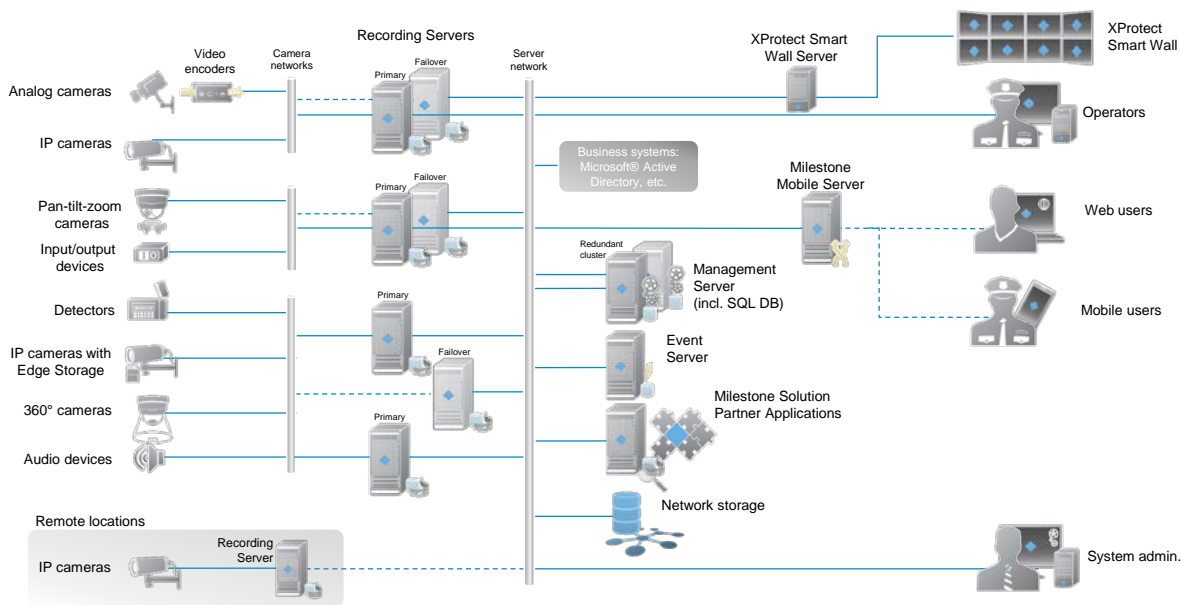 Recording Servers
Video
encoders
Camera
networks
Server
network
XProtect Smart
Wall Server
XProtect
Smart Wall
Primary
Failover
Analog cameras
Operators
IP cameras
Business systems:
Microsoft® Active
Directory, etc.
Milestone
Mobile Server
Primary
Failover
Pan-tilt-zoom
cameras
Web users
Input/output
devices
Redundant
cluster
Management
Server
(incl. SQL DB)
Detectors
Primary
Mobile users
IP cameras with
Edge Storage
Failover
Event
Server
360° cameras
Primary
Milestone Solution
Partner Applications
Audio devices
Network storage
Remote locations
Recording
Server
IP cameras
System admin.